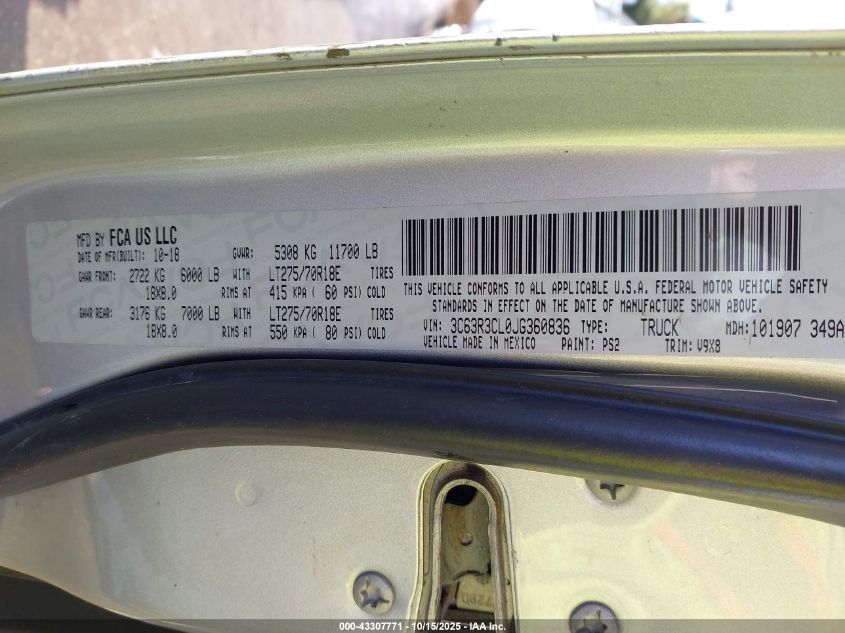 MFD BY FCA US LLC
DATE OF MFR(BUILT): 10-18 GVWR: 5308 KG 11700 LB
GAWR FRONT: 2722 KG 6000 LB WITH LT275/70R18E TIRES
18X8.0 RIMS AT 415 KPA ( 60 PSI) COLD
GAWR REAR: 3176 KG 7000 LB WITH LT275/70R18E TIRES
18X8.0 RIMS AT 550 KPA ( 80 PSI) COLD
THIS VEHICLE CONFORMS TO ALL APPLICABLE U.S.A. FEDERAL MOTOR VEHICLE SAFETY
STANDARDS IN EFFECT ON THE DATE OF MANUFACTURE SHOWN ABOVE.
VIN: 3C63R3CL0JG360836 TYPE: TRUCK MDH:101907 349A
VEHICLE MADE IN MEXICO PAINT: PS2 TRIM: V9X8
000-43307771 | 10/15/2025 | IAA Inc.